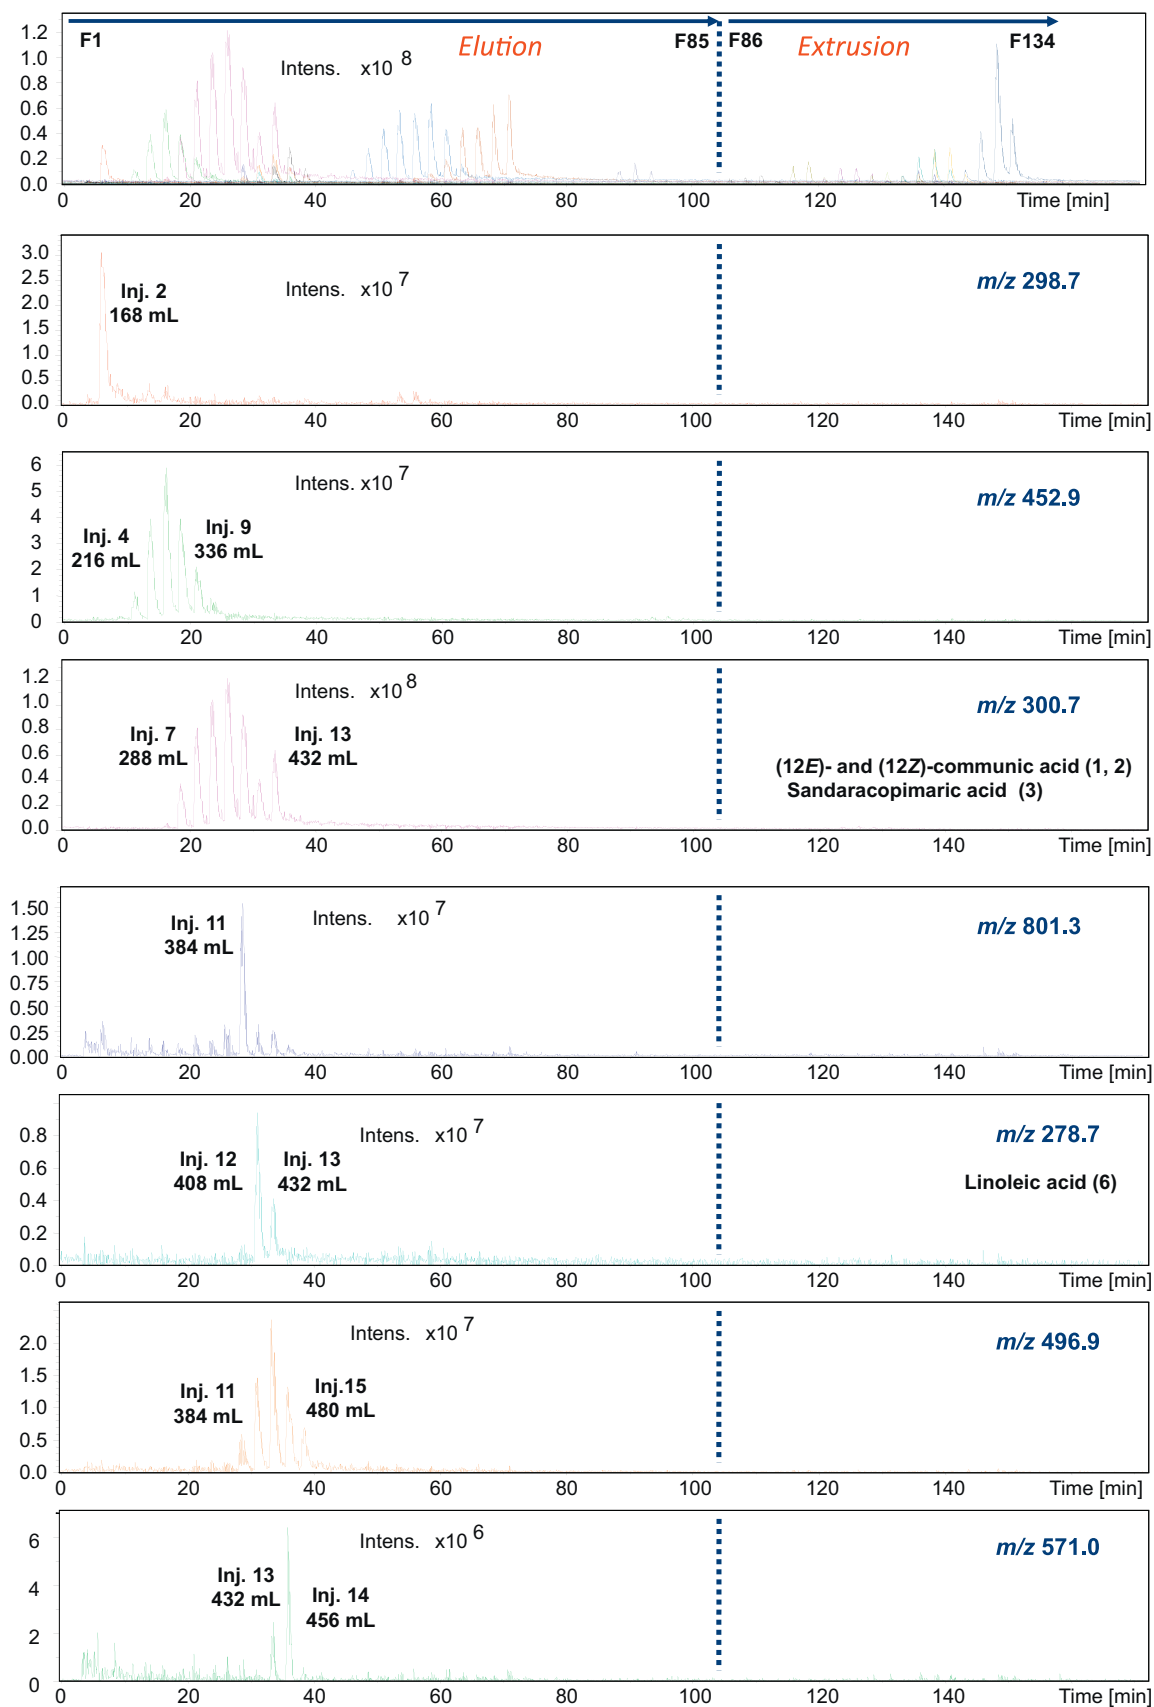 F1 Elution F85 F86 Extrusion F134
Intens. x10 8
1.2
1.0
0.8
0.6
0.4
0.2
0.0
0 20 40 60 80 100 120 140 Time [min]
Intens. x10 7
m/z 298.7
Inj. 2
168 mL
3.0
2.5
2.0
1.5
1.0
0.5
0.0
0 20 40 60 80 100 120 140 Time [min]
Intens. x10 7
m/z 452.9
Inj. 4
216 mL
Inj. 9
336 mL
6
5
4
3
2
1
0
0 20 40 60 80 100 120 140 Time [min]
Intens. x10 8
m/z 300.7
Inj. 7
288 mL
Inj. 13
432 mL
(12E)- and (12Z)-communic acid (1, 2)
Sandaracopimaric acid (3)
1.2
1.0
0.8
0.6
0.4
0.2
0.0
0 20 40 60 80 100 120 140 Time [min]
Intens. x10 7
m/z 801.3
Inj. 11
384 mL
1.50
1.25
1.00
0.75
0.50
0.25
0.00
0 20 40 60 80 100 120 140 Time [min]
Intens. x10 7
m/z 278.7
Inj. 12
408 mL
Inj. 13
432 mL
Linoleic acid (6)
0.8
0.6
0.4
0.2
0.0
0 20 40 60 80 100 120 140 Time [min]
Intens. x10 7
m/z 496.9
Inj. 11
384 mL
Inj.15
480 mL
2.0
1.5
1.0
0.5
0.0
0 20 40 60 80 100 120 140 Time [min]
Intens. x10 6
m/z 571.0
Inj. 13
432 mL
Inj. 14
456 mL
6
4
2
0
0 20 40 60 80 100 120 140 Time [min]